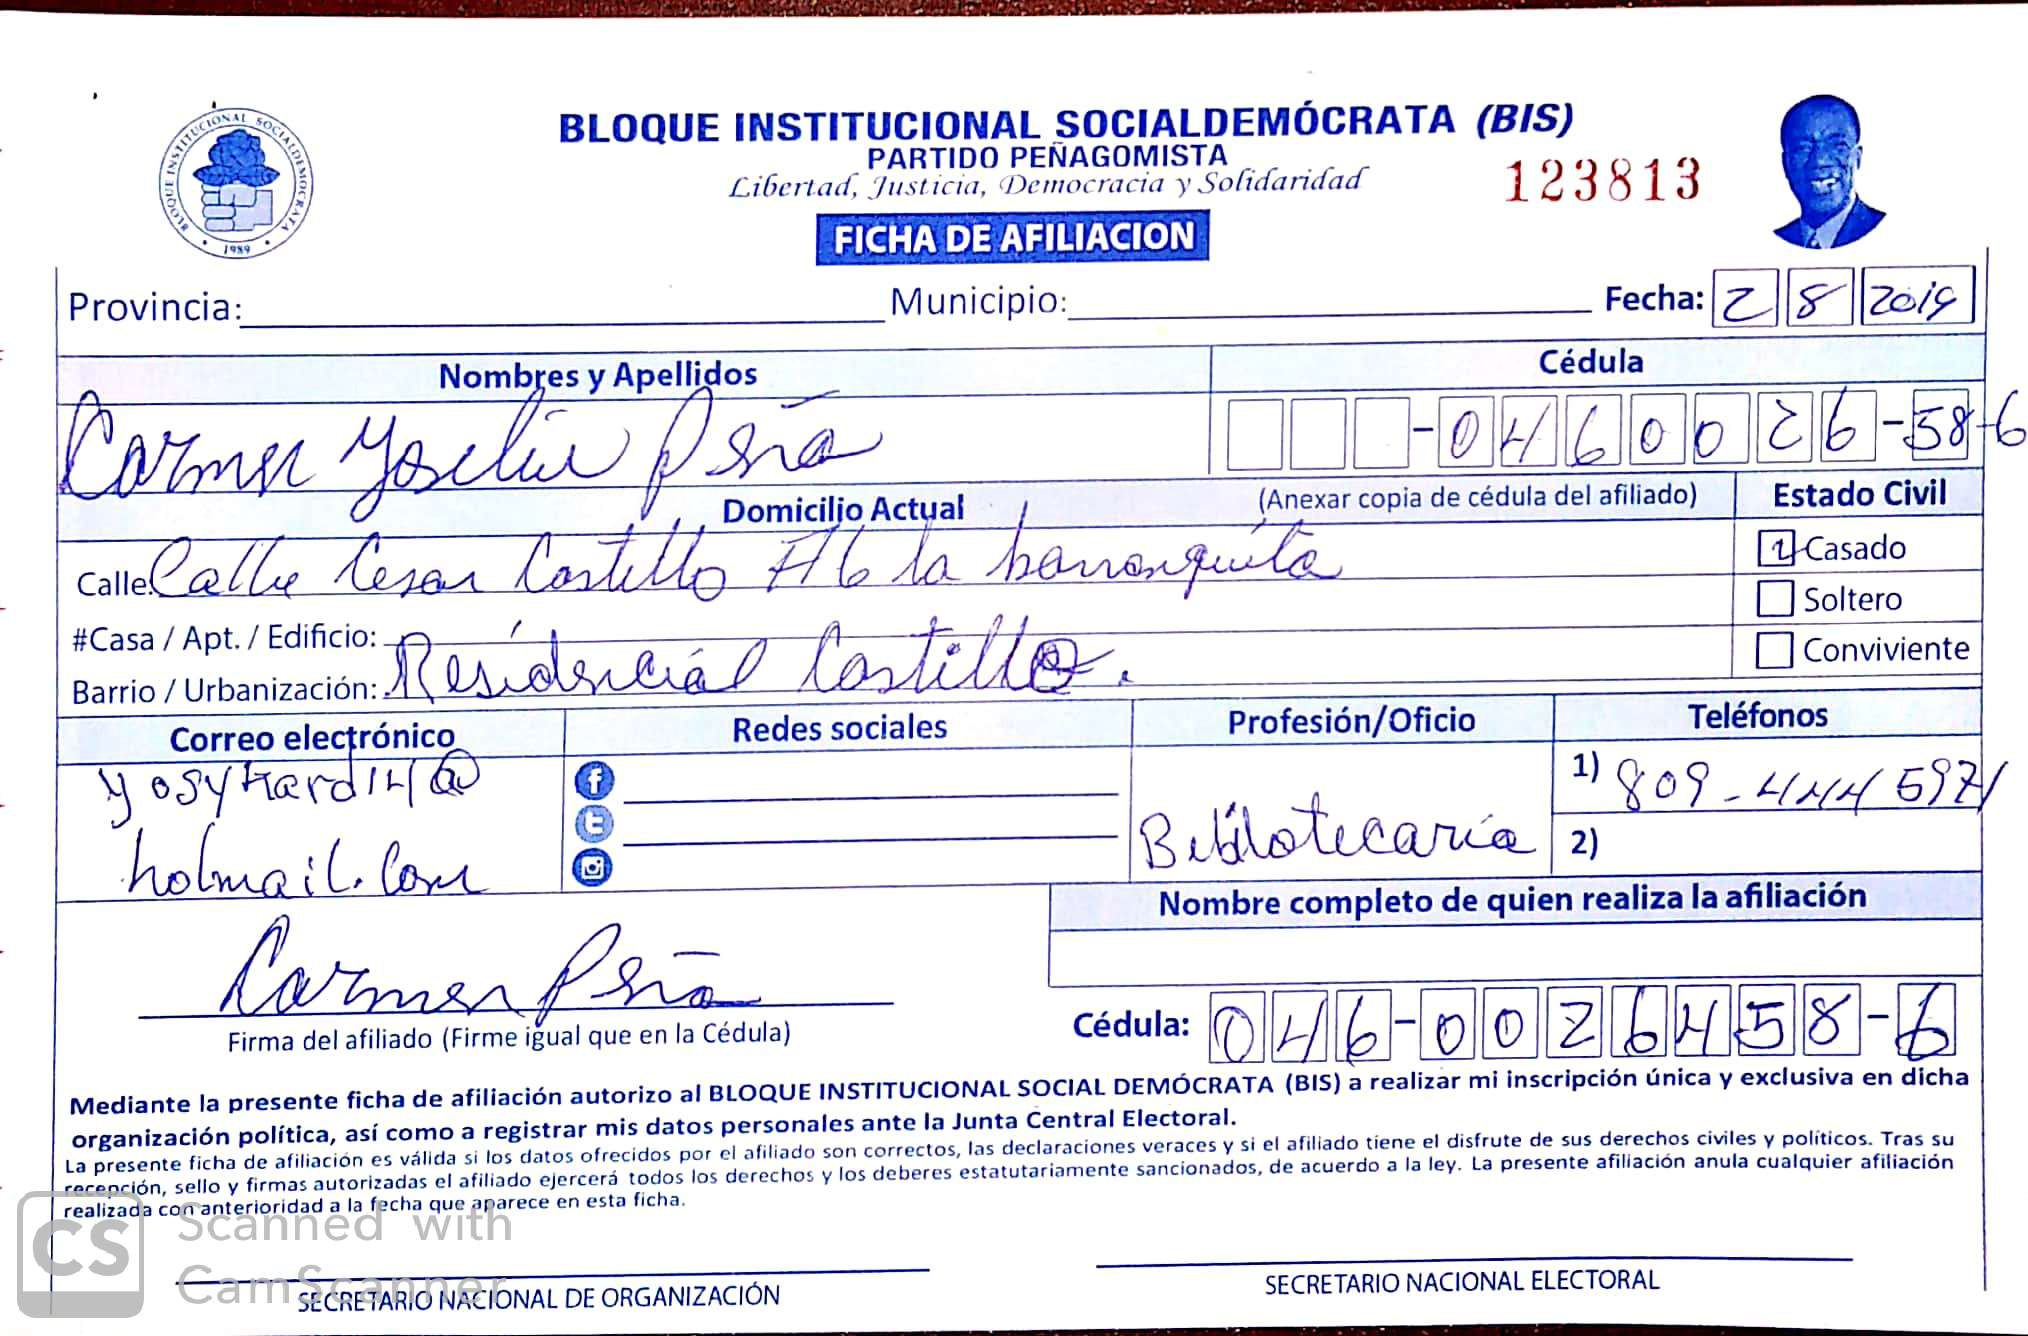 BLOQUE INSTITUCIONAL SOCIALDEMÓCRATA (BIS)
PARTIDO PEÑAGOMISTA
Libertad, Justicia, Democracia y Solidaridad
123813
FICHA DE AFILIACION
BLOQUE INSTITUCIONAL SOCIALDEMOCRATA
1989
Provincia: Municipio: Fecha: 2 8 2019
Nombres y Apellidos Cédula
Carmen Yoselin Peña -0460026-58-6
Domicilio Actual (Anexar copia de cédula del afiliado) Estado Civil
Calle: Calle Cesar Castillo #6 la barranquita Casado
Soltero
#Casa / Apt. / Edificio:
Barrio / Urbanización: Residencial Castillo. Conviviente
Correo electrónico Redes sociales Profesión/Oficio Teléfonos
yosyhard14@ 1) 809-444 5971
hotmail.com Bibliotecaria 2)
Nombre completo de quien realiza la afiliación
Carmen Peña
Firma del afiliado (Firme igual que en la Cédula) Cédula: 046-0026458-6
Mediante la presente ficha de afiliación autorizo al BLOQUE INSTITUCIONAL SOCIAL DEMÓCRATA (BIS) a realizar mi inscripción única y exclusiva en dicha
organización política, así como a registrar mis datos personales ante la Junta Central Electoral.
La presente ficha de afiliación es válida si los datos ofrecidos por el afiliado son correctos, las declaraciones veraces y si el afiliado tiene el disfrute de sus derechos civiles y políticos. Tras su
recepción, sello y firmas autorizadas el afiliado ejercerá todos los derechos y los deberes estatutariamente sancionados, de acuerdo a la ley. La presente afiliación anula cualquier afiliación
realizada con anterioridad a la fecha que aparece en esta ficha.
CS Scanned with
CamScanner
SECRETARIO NACIONAL DE ORGANIZACIÓN SECRETARIO NACIONAL ELECTORAL